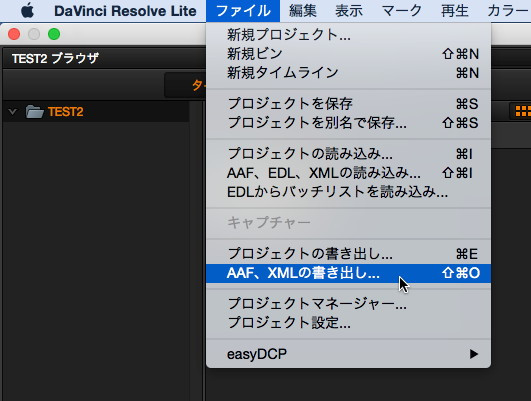 DaVinci Resolve Lite ファイル 編集 表示 マーク 再生 カラー
TEST2 ブラウザ
TEST2
新規プロジェクト...
新規ビン ⇧⌘N
新規タイムライン ⌘N
プロジェクトを保存 ⌘S
プロジェクトを別名で保存... ⇧⌘S
プロジェクトの読み込み... ⌘I
AAF、EDL、XMLの読み込み... ⇧⌘I
EDLからバッチリストを読み込み...
キャプチャー
プロジェクトの書き出し... ⌘E
AAF、XMLの書き出し... ⇧⌘O
プロジェクトマネージャー...
プロジェクト設定...
easyDCP ▶